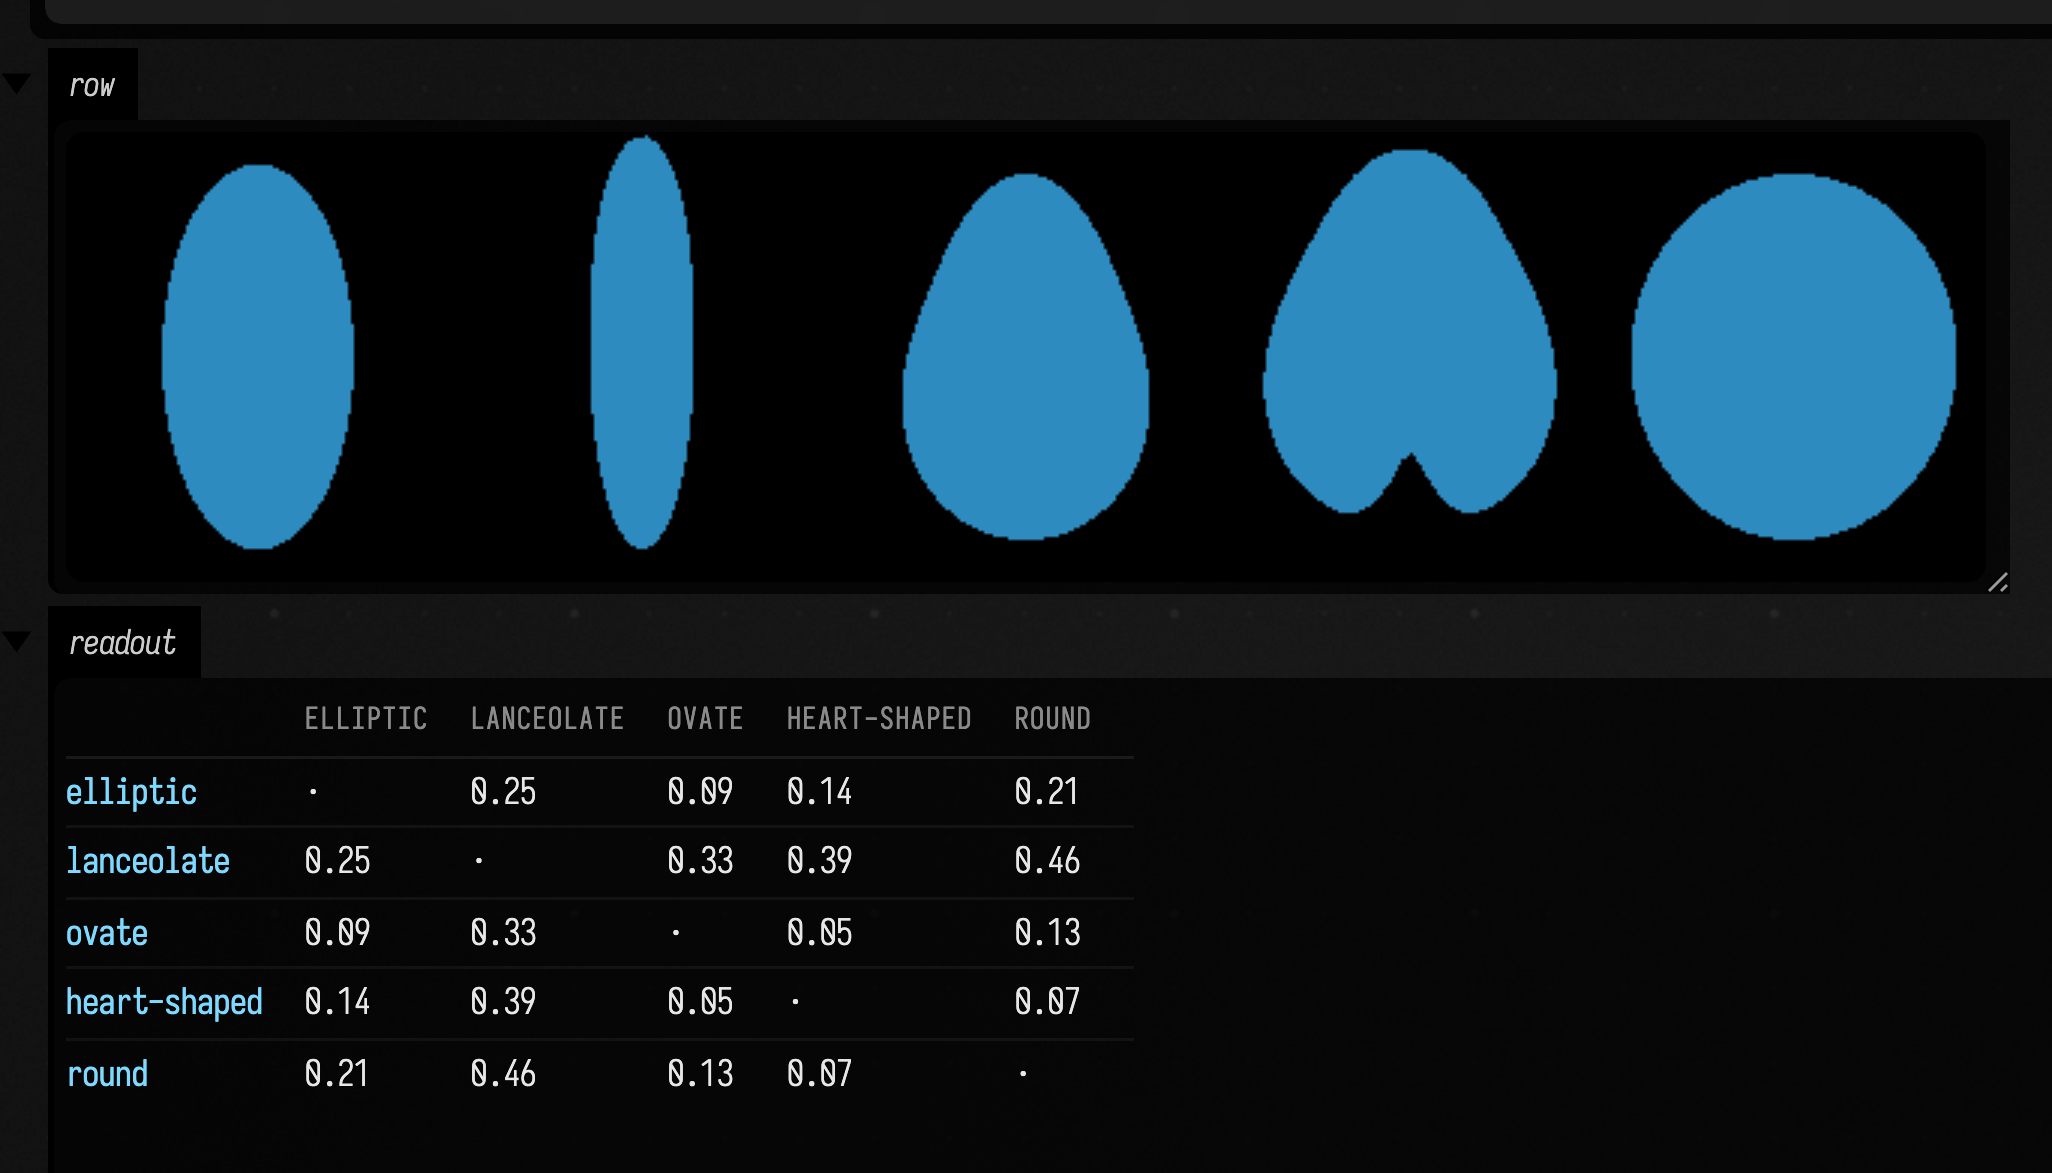 row
readout
ELLIPTIC LANCEOLATE OVATE HEART-SHAPED ROUND
elliptic · 0.25 0.09 0.14 0.21
lanceolate 0.25 · 0.33 0.39 0.46
ovate 0.09 0.33 · 0.05 0.13
heart-shaped 0.14 0.39 0.05 · 0.07
round 0.21 0.46 0.13 0.07 ·